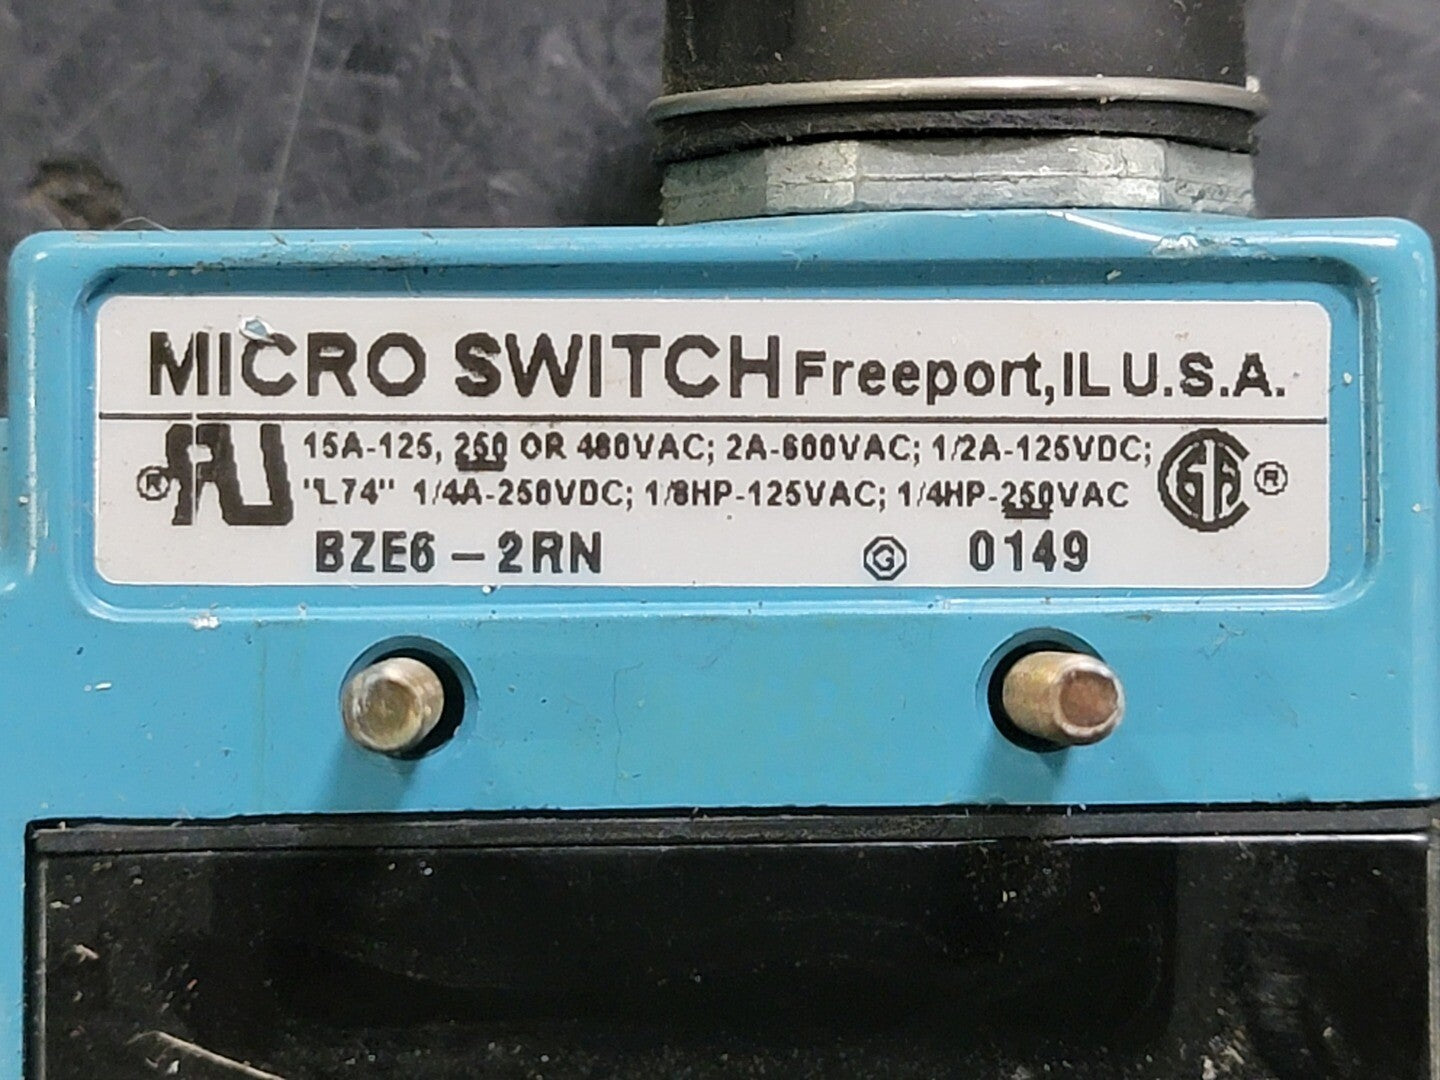 MICRO SWITCH Freeport, IL U.S.A.
15A-125, 250 OR 480VAC; 2A-600VAC; 1/2A-125VDC;
"L74" 1/4A-250VDC; 1/8HP-125VAC; 1/4HP-250VAC
BZE6-2RN G 0149